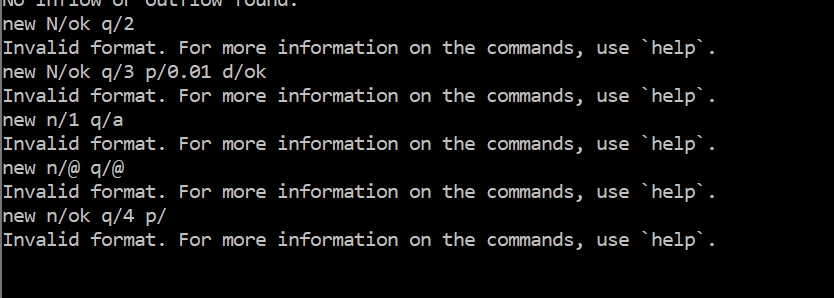 No inflow or outflow found.
new N/ok q/2
Invalid format. For more information on the commands, use `help`.
new N/ok q/3 p/0.01 d/ok
Invalid format. For more information on the commands, use `help`.
new n/1 q/a
Invalid format. For more information on the commands, use `help`.
new n/@ q/@
Invalid format. For more information on the commands, use `help`.
new n/ok q/4 p/
Invalid format. For more information on the commands, use `help`.